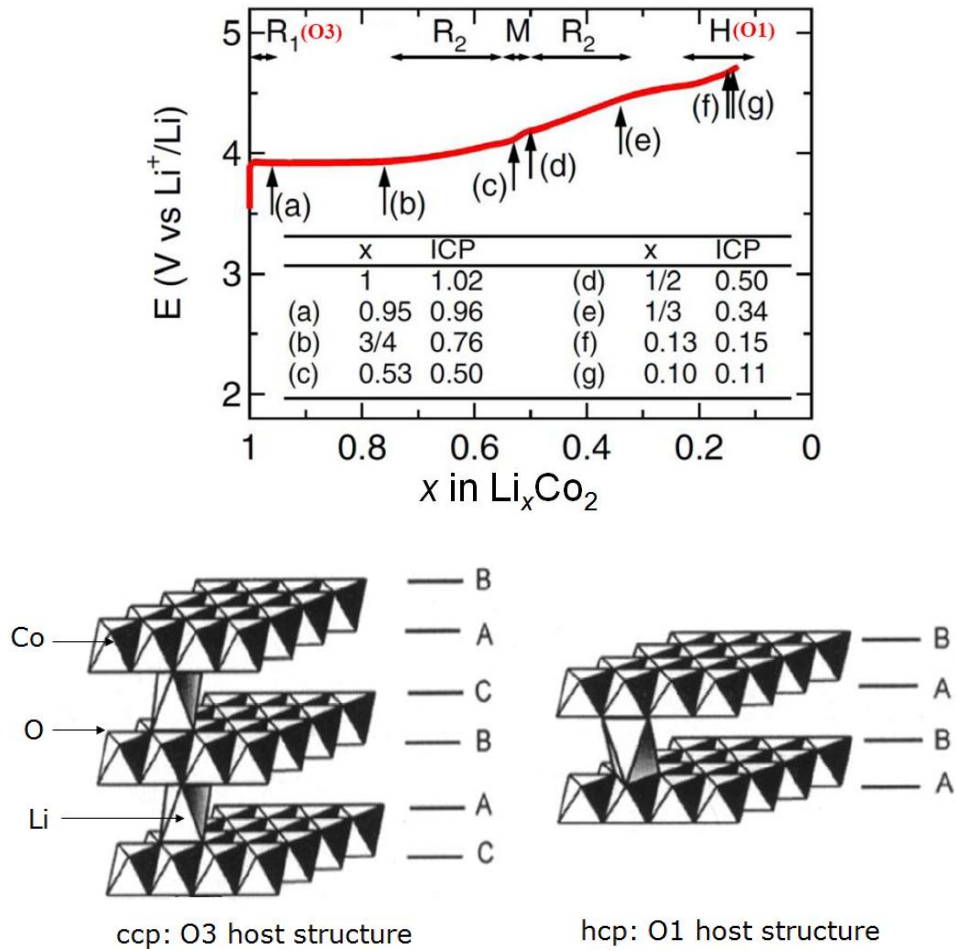 5
R1(O3) R2 M R2 H(O1)
(f) (g)
(e)
4
(d)
(c)
(a) (b)
E (V vs Li+/Li)
x ICP x ICP
1 1.02 (d) 1/2 0.50
3
(a) 0.95 0.96 (e) 1/3 0.34
(b) 3/4 0.76 (f) 0.13 0.15
(c) 0.53 0.50 (g) 0.10 0.11
2
1 0.8 0.6 0.4 0.2 0
x in LixCo2
B
Co
A
C
O
B
A
Li
C
ccp: O3 host structure
B
A
B
A
hcp: O1 host structure